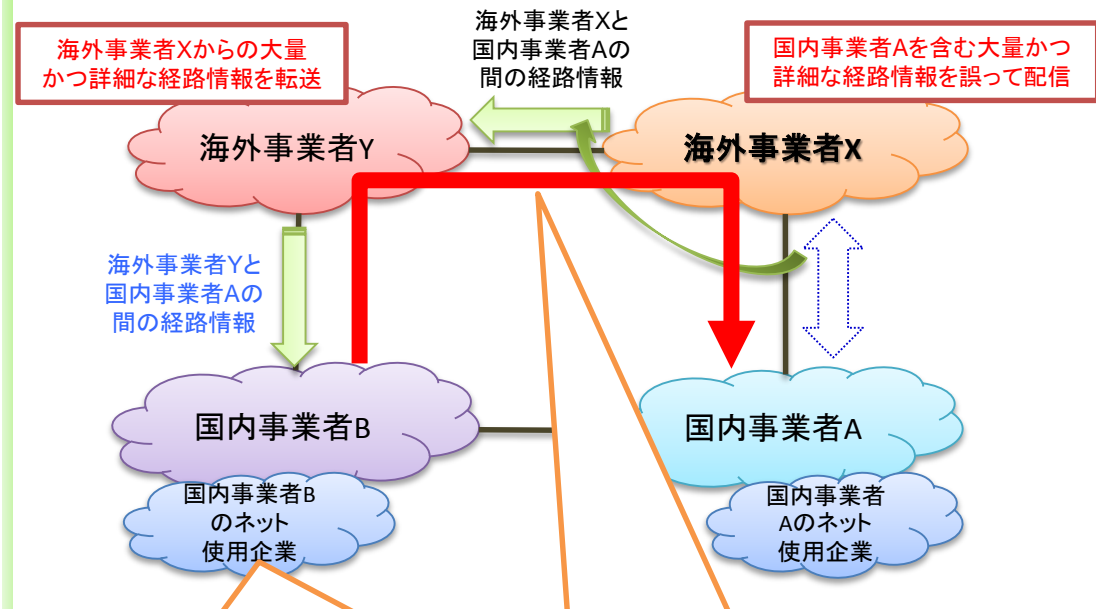 海外事業者Xからの大量
かつ詳細な経路情報を転送
海外事業者Xと
国内事業者Aの
間の経路情報
国内事業者Aを含む大量かつ
詳細な経路情報を誤って配信
海外事業者Y
海外事業者X
海外事業者Yと
国内事業者Aの
間の経路情報
国内事業者B
国内事業者A
国内事業者B
のネット
使用企業
国内事業者
Aのネット
使用企業